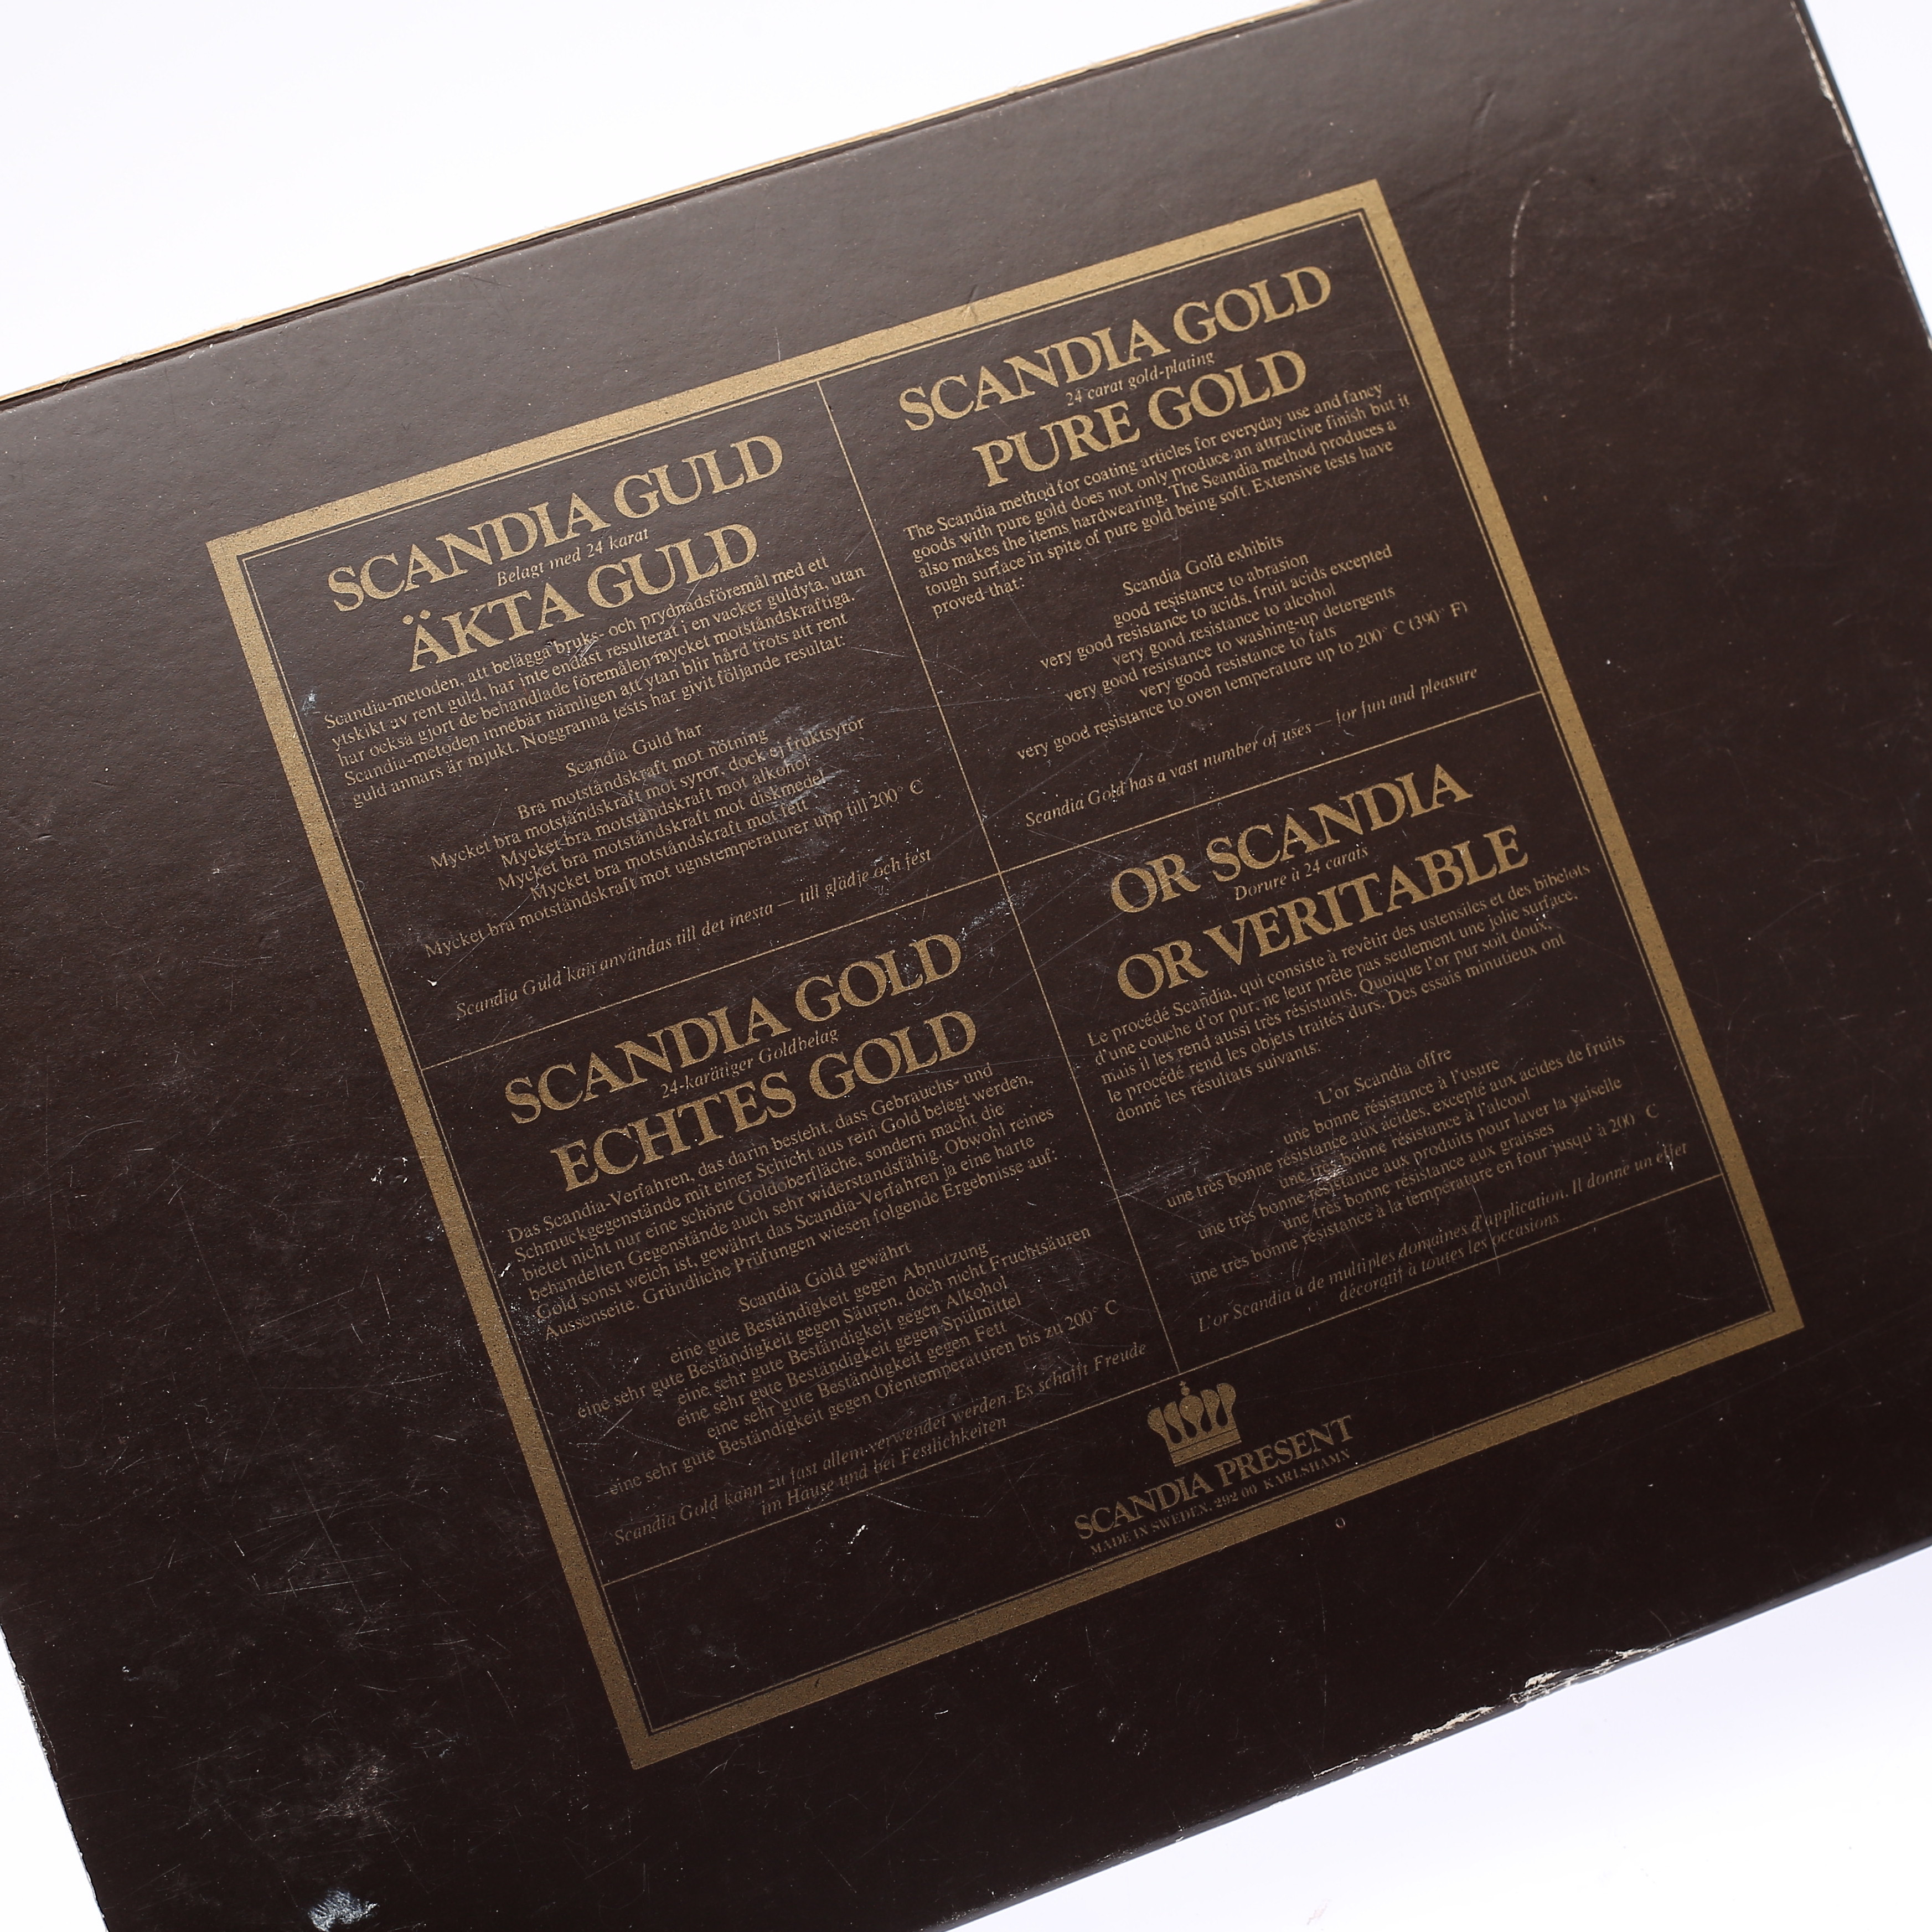 SCANDIA GULD
Belagt med 24 karat
ÄKTA GULD
Scandia-metoden, att belägga bruks- och prydnadsföremål med ett
ytskikt av rent guld, har inte endast resulterat i en vacker guldyta, utan
har också gjort de behandlade föremålen mycket motståndskraftiga.
Scandia-metoden innebär nämligen att ytan blir hård trots att rent
guld annars är mjukt. Noggranna tests har givit följande resultat:
Scandia Guld har
Bra motståndskraft mot nötning
Mycket bra motståndskraft mot syror, dock ej fruktsyror
Mycket bra motståndskraft mot alkohol
Mycket bra motståndskraft mot diskmedel
Mycket bra motståndskraft mot fett
Mycket bra motståndskraft mot ugnstemperaturer upp till 200° C
Scandia Guld kan användas till det mesta — till glädje och fest
SCANDIA GOLD
24 carat gold-plating
PURE GOLD
The Scandia method for coating articles for everyday use and fancy
goods with pure gold does not only produce an attractive finish but it
also makes the items hardwearing. The Scandia method produces a
tough surface in spite of pure gold being soft. Extensive tests have
proved that:
Scandia Gold exhibits
good resistance to abrasion
very good resistance to acids, fruit acids excepted
very good resistance to alcohol
very good resistance to washing-up detergents
very good resistance to fats
very good resistance to oven temperature up to 200° C (390° F)
Scandia Gold has a vast number of uses — for fun and pleasure
SCANDIA GOLD
24-karätiger Goldbelag
ECHTES GOLD
Das Scandia-Verfahren, das darin besteht, dass Gebrauchs- und
Schmuckgegenstände mit einer Schicht aus rein Gold belegt werden,
bietet nicht nur eine schöne Goldoberfläche, sondern macht die
behandelten Gegenstände auch sehr widerstandsfähig. Obwohl reines
Gold sonst weich ist, gewährt das Scandia-Verfahren ja eine harte
Aussenseite. Gründliche Prüfungen wiesen folgende Ergebnisse auf:
Scandia Gold gewährt
eine gute Beständigkeit gegen Abnutzung
eine sehr gute Beständigkeit gegen Säuren, doch nicht Fruchtsäuren
eine sehr gute Beständigkeit gegen Alkohol
eine sehr gute Beständigkeit gegen Spülmittel
eine sehr gute Beständigkeit gegen Fett
eine sehr gute Beständigkeit gegen Ofentemperaturen bis zu 200° C
Scandia Gold kann zu fast allem verwendet werden. Es schafft Freude
im Hause und bei Festlichkeiten
OR SCANDIA
Dorure à 24 carats
OR VERITABLE
Le procédé Scandia, qui consiste à revêtir des ustensiles et des bibelots
d'une couche d'or pur, ne leur prête pas seulement une jolie surface,
mais il les rend aussi très résistants. Quoique l'or pur soit doux,
le procédé rend les objets traités durs. Des essais minutieux ont
donné les résultats suivants:
L'or Scandia offre
une bonne résistance à l'usure
une très bonne résistance aux acides, excepté aux acides de fruits
une très bonne résistance à l'alcool
une très bonne résistance aux produits pour laver la vaiselle
une très bonne résistance aux graisses
une très bonne résistance à la température en four jusqu' à 200° C
L'or Scandia a de multiples domaines d'application. Il donne un effet
décoratif à toutes les occasions
SCANDIA PRESENT
MADE IN SWEDEN. 292 00 KARLSHAMN